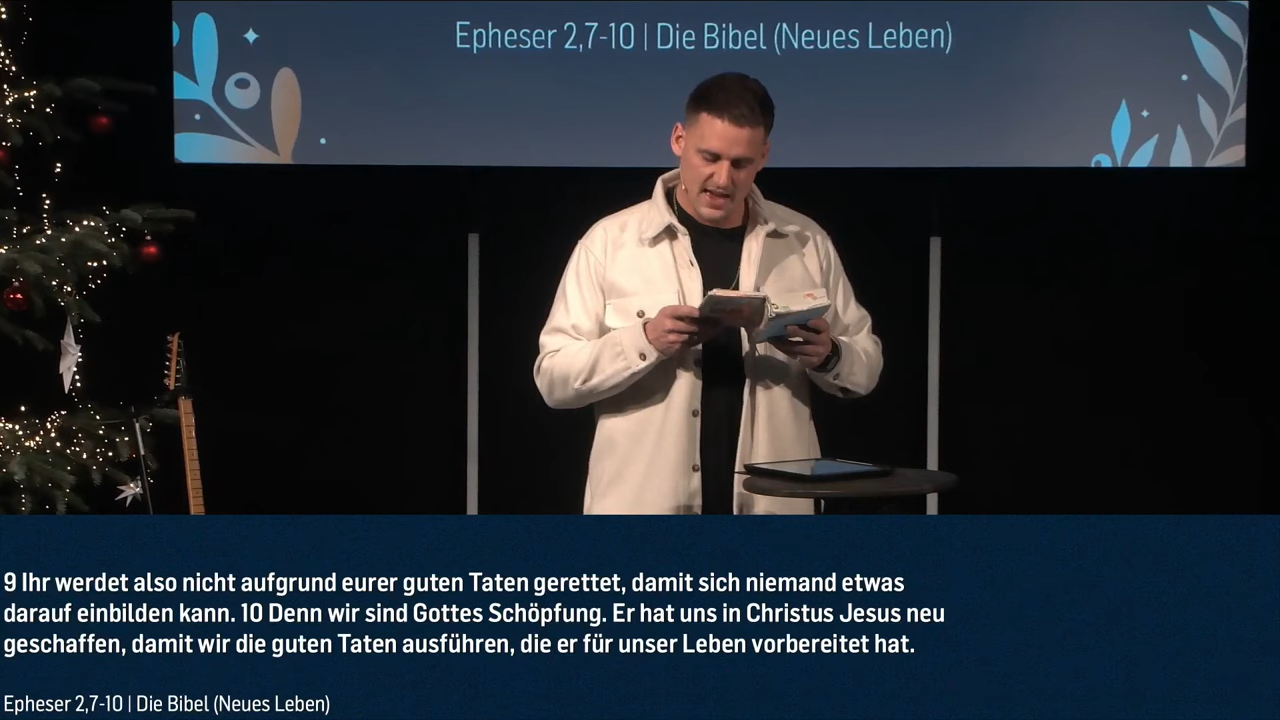 Epheser 2,7-10 | Die Bibel (Neues Leben)
9 Ihr werdet also nicht aufgrund eurer guten Taten gerettet, damit sich niemand etwas
darauf einbilden kann. 10 Denn wir sind Gottes Schöpfung. Er hat uns in Christus Jesus neu
geschaffen, damit wir die guten Taten ausführen, die er für unser Leben vorbereitet hat.
Epheser 2,7-10 | Die Bibel (Neues Leben)